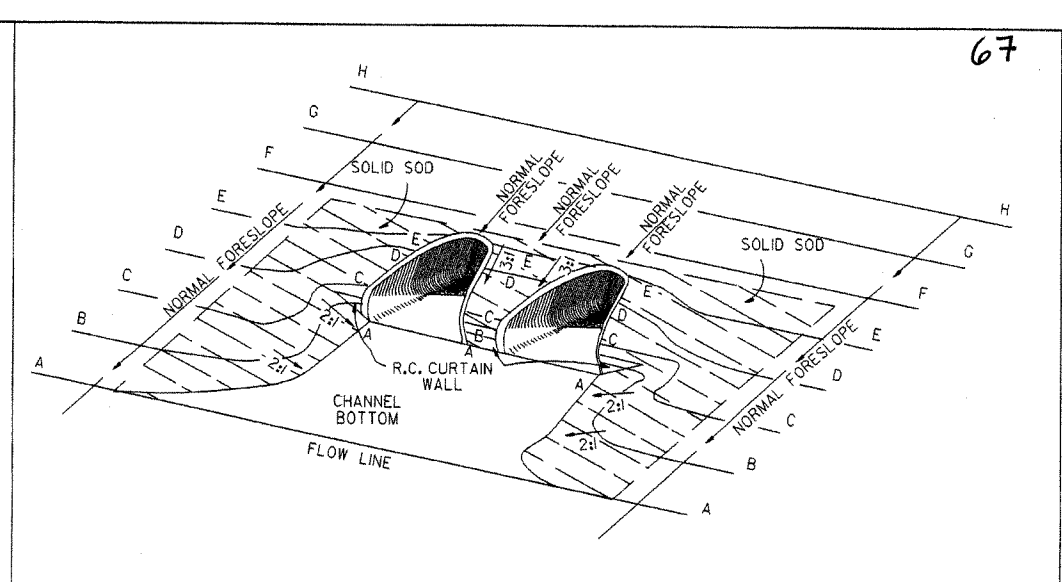 67
H
G
F
SOLID SOD
NORMAL
FORESLOPE
NORMAL
FORESLOPE
NORMAL
FORESLOPE
H
E
G
SOLID SOD
D
E
D
3:1
E
D
3:1
E
F
NORMAL FORESLOPE
C
C
C
D
B
2:1
A
A
B
C
E
R.C. CURTAIN
WALL
A
2:1
D
A
2:1
CHANNEL
BOTTOM
NORMAL FORESLOPE
C
2:1
FLOW LINE
B
A